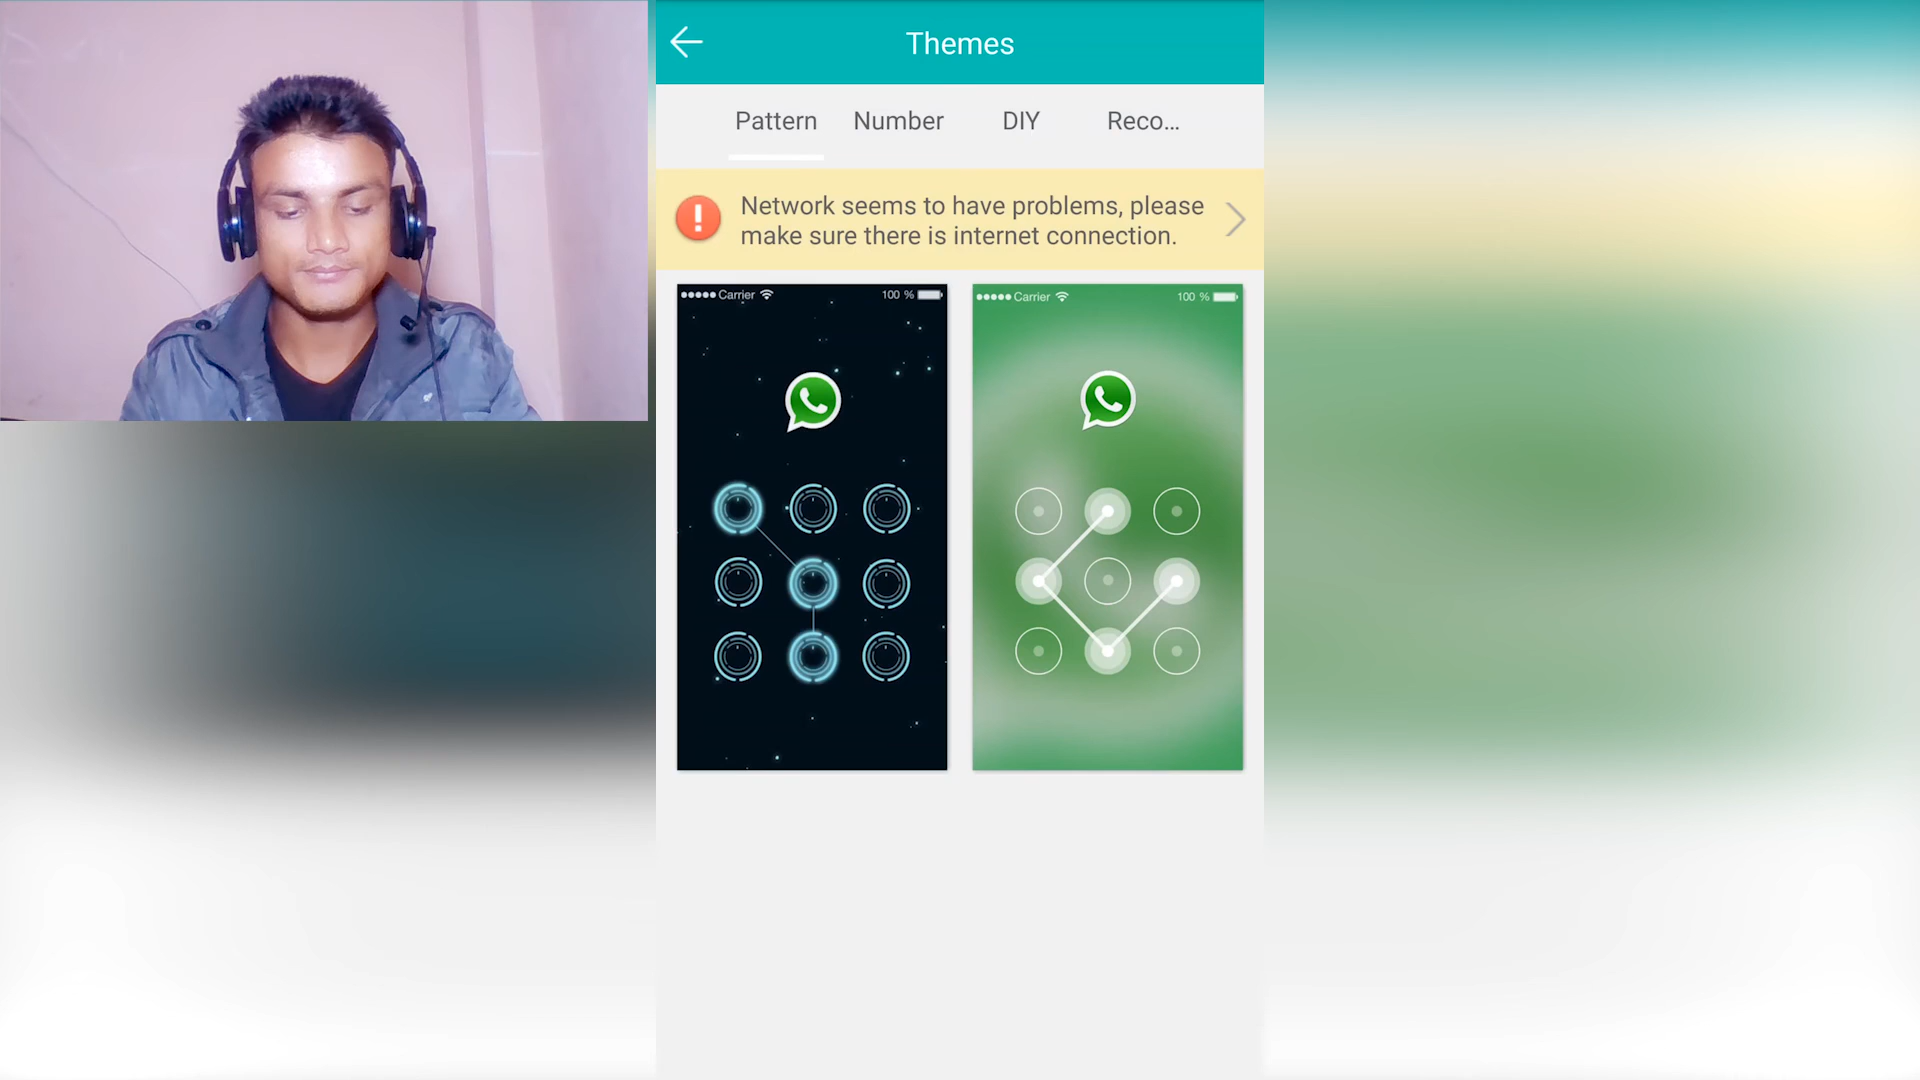 Themes
Pattern Number DIY Reco...
Network seems to have problems, please
make sure there is internet connection.
Carrier 100 %
Carrier 100 %